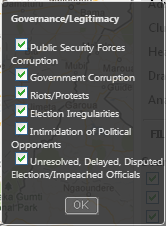 Governance/Legitimacy
Public Security Forces
Corruption
Government Corruption
Riots/Protests
Election Irregularities
Intimidation of Political
Opponents
Unresolved, Delayed, Disputed
Elections/Impeached Officials
OK